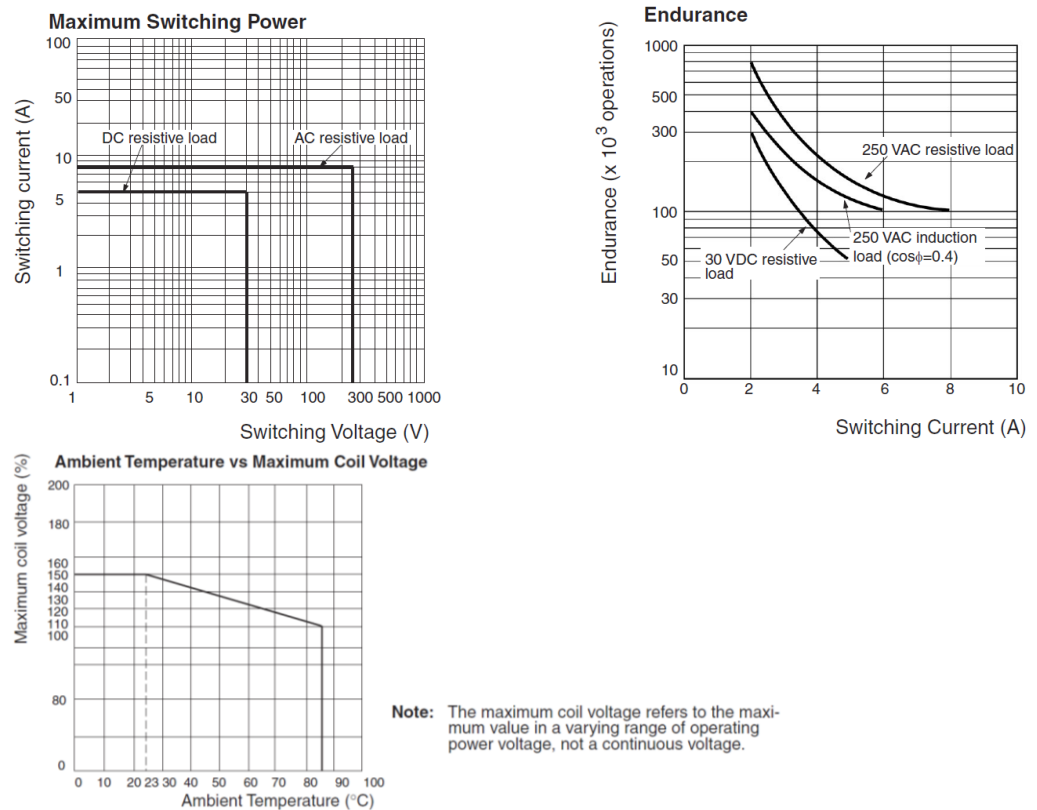 Maximum Switching Power
Switching current (A)
100
50
10
5
1
0.1
DC resistive load
AC resistive load
1 5 10 30 50 100 300 500 1000
Switching Voltage (V)
Endurance
Endurance (x 10³ operations)
1000
500
300
100
50
30
10
250 VAC resistive load
250 VAC induction
load (cosϕ=0.4)
30 VDC resistive
load
0 2 4 6 8 10
Switching Current (A)
Ambient Temperature vs Maximum Coil Voltage
Maximum coil voltage (%)
200
180
160
150
140
130
120
110
100
80
0
0 10 20 23 30 40 50 60 70 80 90 100
Ambient Temperature (°C)
Note: The maximum coil voltage refers to the maxi-
mum value in a varying range of operating
power voltage, not a continuous voltage.